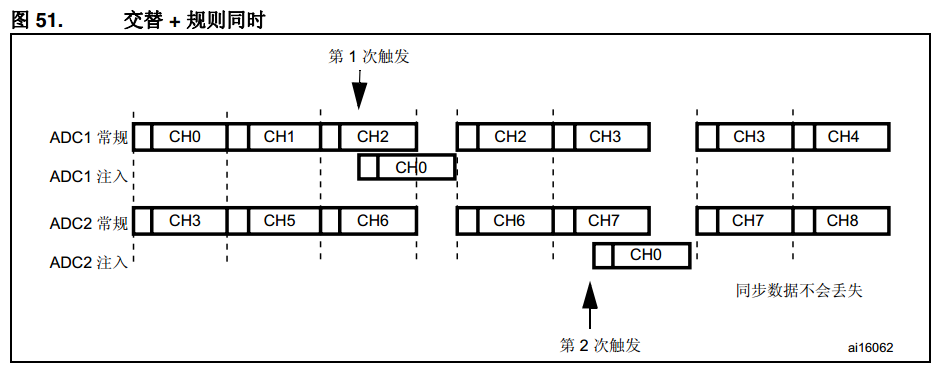 图 51. 交替 + 规则同时
第 1 次触发
ADC1 常规 CH0 CH1 CH2 CH2 CH3 CH3 CH4
ADC1 注入 CH0
ADC2 常规 CH3 CH5 CH6 CH6 CH7 CH7 CH8
ADC2 注入 CH0
同步数据不会丢失
第 2 次触发
ai16062